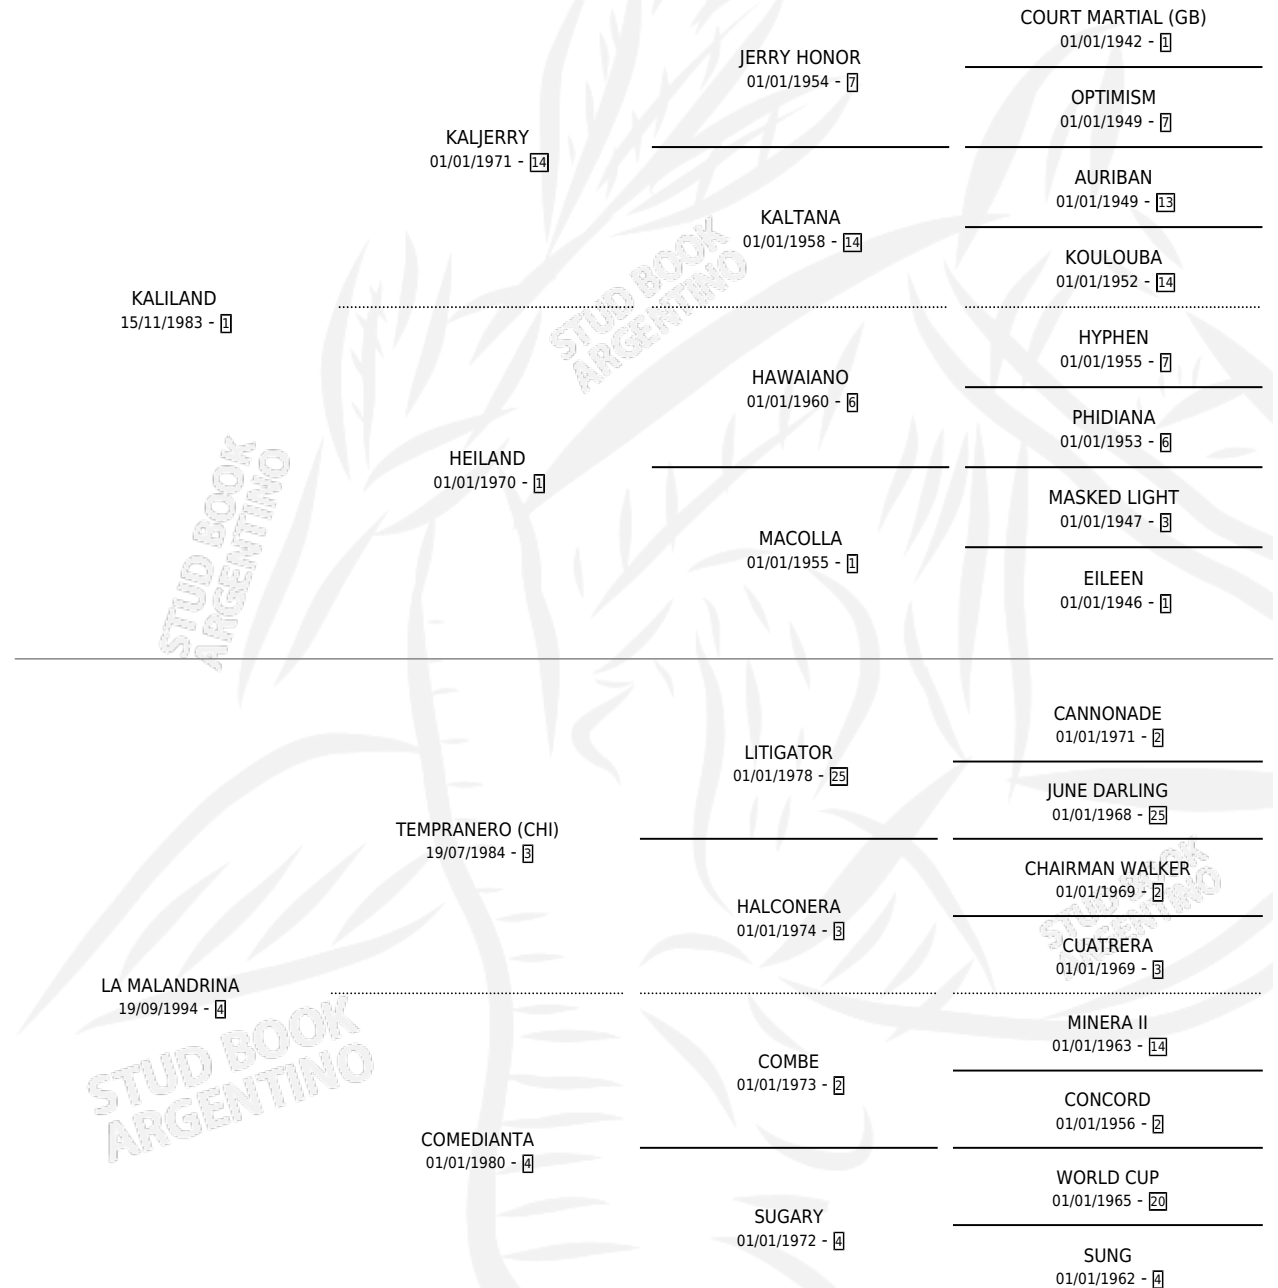 COURT MARTIAL (GB)
01/01/1942 - 1
JERRY HONOR
01/01/1954 - 7
OPTIMISM
01/01/1949 - 7
KALJERRY
01/01/1971 - 14
AURIBAN
01/01/1949 - 13
KALTANA
01/01/1958 - 14
KOULOUBA
01/01/1952 - 14
KALILAND
15/11/1983 - 1
HYPHEN
01/01/1955 - 7
HAWAIANO
01/01/1960 - 6
PHIDIANA
01/01/1953 - 6
HEILAND
01/01/1970 - 1
MASKED LIGHT
01/01/1947 - 3
MACOLLA
01/01/1955 - 1
EILEEN
01/01/1946 - 1
STUD BOOK
ARGENTINO
STUD BOOK
ARGENTINO
CANNONADE
01/01/1971 - 2
LITIGATOR
01/01/1978 - 25
JUNE DARLING
01/01/1968 - 25
TEMPRANERO (CHI)
19/07/1984 - 3
CHAIRMAN WALKER
01/01/1969 - 2
HALCONERA
01/01/1974 - 3
CUATRERA
01/01/1969 - 3
LA MALANDRINA
19/09/1994 - 4
MINERA II
01/01/1963 - 14
COMBE
01/01/1973 - 2
CONCORD
01/01/1956 - 2
COMEDIANTA
01/01/1980 - 4
WORLD CUP
01/01/1965 - 20
SUGARY
01/01/1972 - 4
SUNG
01/01/1962 - 4
STUD BOOK
ARGENTINO
STUD BOOK
ARGENTINO